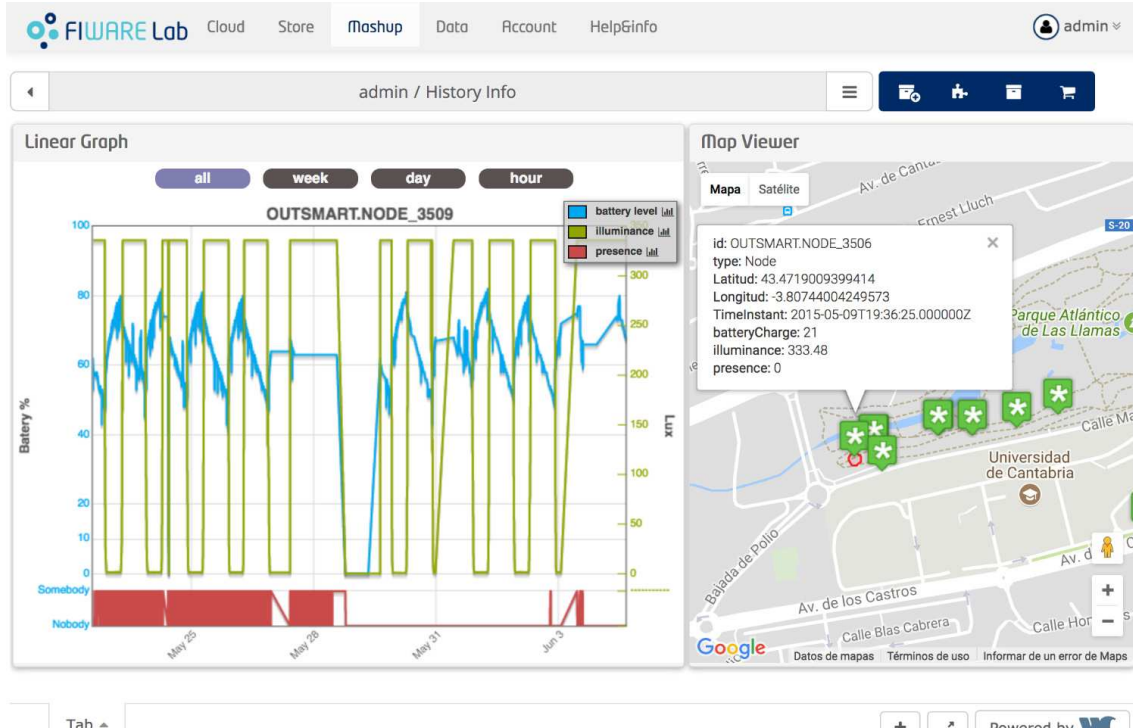 FIWARE Lab Cloud Store Mashup Data Account Help&info admin
admin / History Info
Linear Graph
all week day hour
OUTSMART.NODE_3509
battery level
illuminance
presence
100
80
60
40
20
10
0
Batery %
300
250
200
150
100
50
0
Lux
Somebody
Nobody
May 25 May 28 May 31 Jun 3
Map Viewer
Mapa Satélite
Av. de Cantab
Ernest Lluch
S-20
id: OUTSMART.NODE_3506
type: Node
Latitud: 43.4719009399414
Longitud: -3.80744004249573
TimeInstant: 2015-05-09T19:36:25.000000Z
batteryCharge: 21
illuminance: 333.48
presence: 0
Parque Atlántico
de Las Llamas
Calle Ma
Universidad
de Cantabria
Bajada de Polio
Av. d
Av. de los Castros
Calle Blas Cabrera
Calle Hor
Google
Datos de mapas Términos de uso Informar de un error de Maps
Tab
Powered by